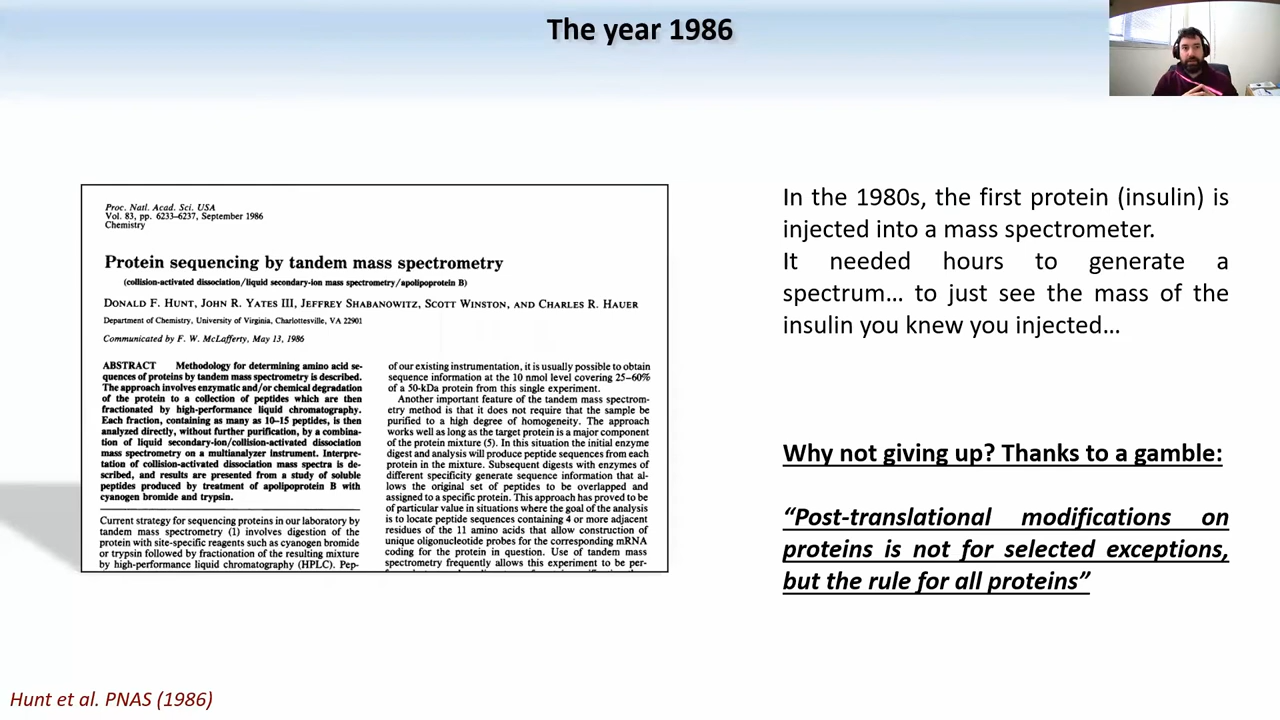 The year 1986
Proc. Natl. Acad. Sci. USA
Vol. 83, pp. 6233–6237, September 1986
Chemistry
Protein sequencing by tandem mass spectrometry
(collision-activated dissociation/liquid secondary-ion mass spectrometry/apolipoprotein B)
DONALD F. HUNT, JOHN R. YATES III, JEFFREY SHABANOWITZ, SCOTT WINSTON, AND CHARLES R. HAUER
Department of Chemistry, University of Virginia, Charlottesville, VA 22901
Communicated by F. W. McLafferty, May 13, 1986
ABSTRACT Methodology for determining amino acid se-
quences of proteins by tandem mass spectrometry is described.
The approach involves enzymatic and/or chemical degradation
of the protein to a collection of peptides which are then
fractionated by high-performance liquid chromatography.
Each fraction, containing as many as 10–15 peptides, is then
analyzed directly, without further purification, by a combina-
tion of liquid secondary-ion/collision-activated dissociation
mass spectrometry on a multianalyzer instrument. Interpre-
tation of collision-activated dissociation mass spectra is de-
scribed, and results are presented from a study of soluble
peptides produced by treatment of apolipoprotein B with
cyanogen bromide and trypsin.
Current strategy for sequencing proteins in our laboratory by
tandem mass spectrometry (1) involves digestion of the
protein with site-specific reagents such as cyanogen bromide
or trypsin followed by fractionation of the resulting mixture
by high-performance liquid chromatography (HPLC). Pep-
of our existing instrumentation, it is usually possible to obtain
sequence information at the 10 nmol level covering 25–60%
of a 50-kDa protein from this single experiment.
Another important feature of the tandem mass spectrom-
etry method is that it does not require that the sample be
purified to a high degree of homogeneity. The approach
works well as long as the target protein is a major component
of the protein mixture (5). In this situation the initial enzyme
digest and analysis will produce peptide sequences from each
protein in the mixture. Subsequent digests with enzymes of
different specificity generate sequence information that al-
lows the original set of peptides to be overlapped and
assigned to a specific protein. This approach has proved to be
of particular value in situations where the goal of the analysis
is to locate peptide sequences containing 4 or more adjacent
residues of the 11 amino acids that allow construction of
unique oligonucleotide probes for the corresponding mRNA
coding for the protein in question. Use of tandem mass
spectrometry frequently allows this experiment to be per-
In the 1980s, the first protein (insulin) is
injected into a mass spectrometer.
It needed hours to generate a
spectrum… to just see the mass of the
insulin you knew you injected…
Why not giving up? Thanks to a gamble:
“Post-translational modifications on
proteins is not for selected exceptions,
but the rule for all proteins”
Hunt et al. PNAS (1986)